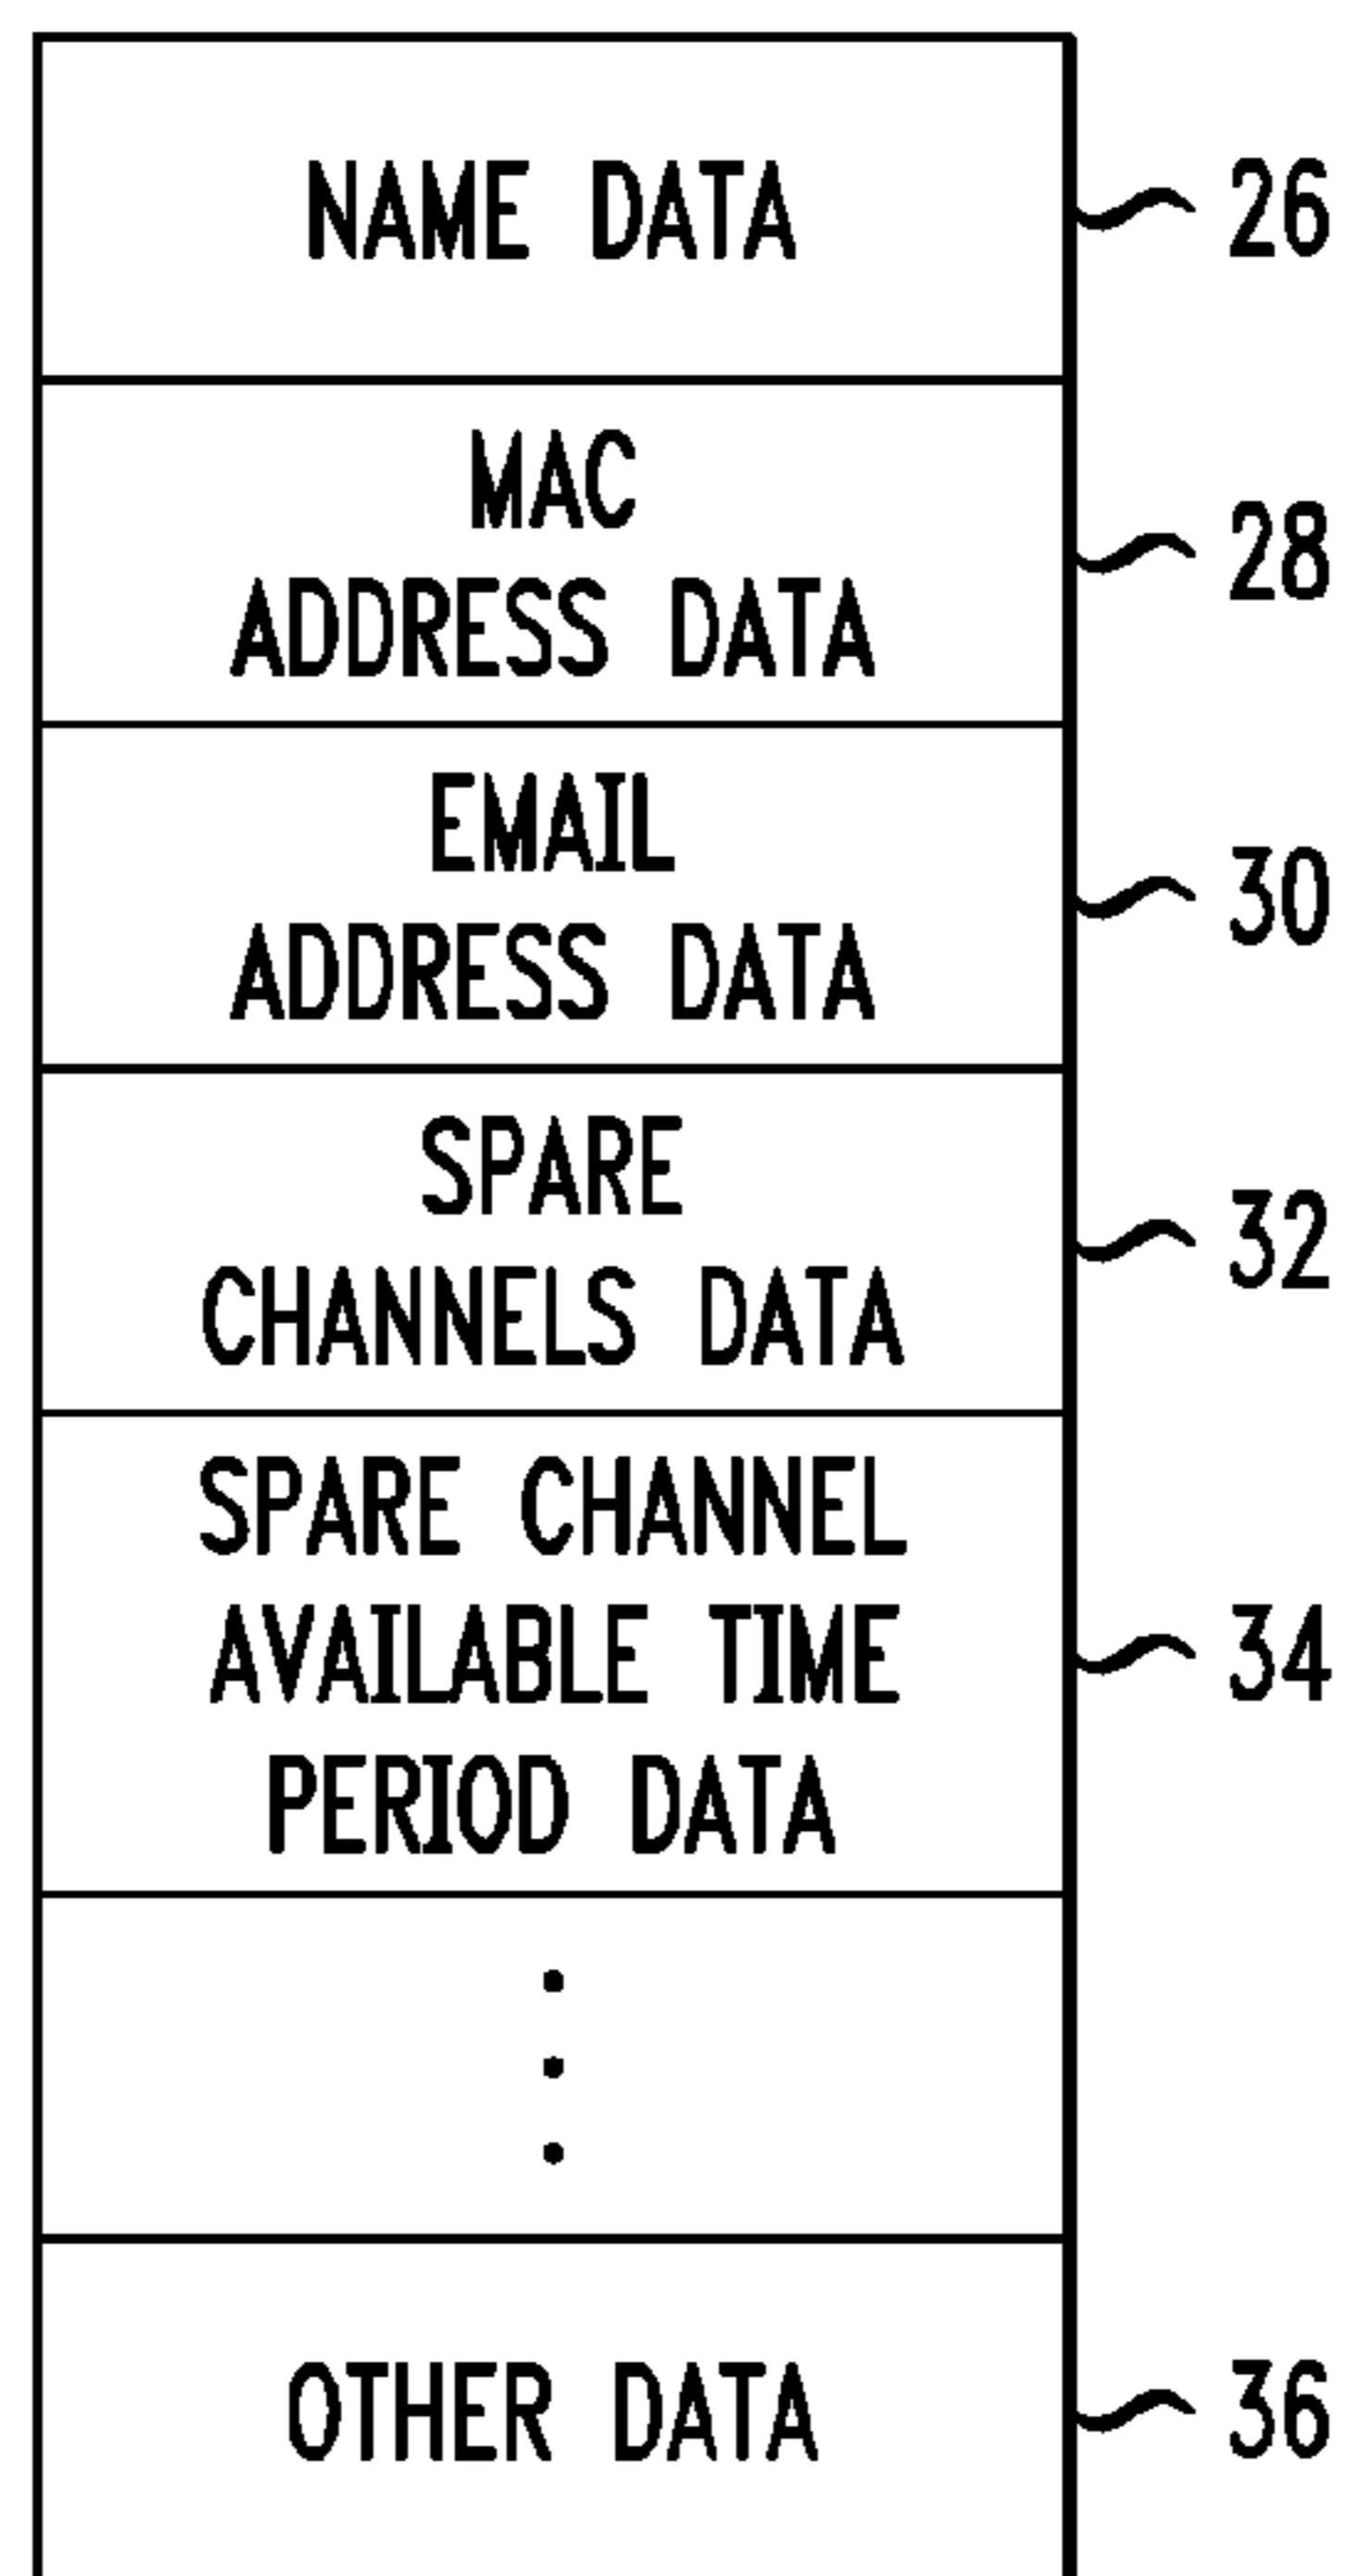 NAME DATA
26
MAC
ADDRESS DATA
28
EMAIL
ADDRESS DATA
30
SPARE
CHANNELS DATA
32
SPARE CHANNEL
AVAILABLE TIME
PERIOD DATA
34
OTHER DATA
36